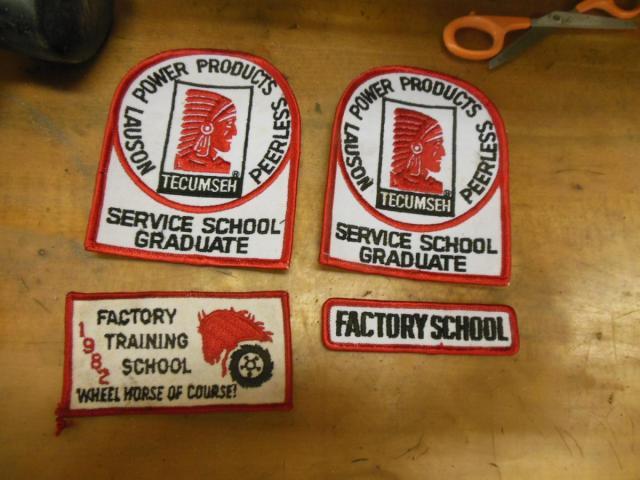 LAUSON POWER PRODUCTS PEERLESS
TECUMSEH®
SERVICE SCHOOL
GRADUATE
LAUSON POWER PRODUCTS PEERLESS
TECUMSEH®
SERVICE SCHOOL
GRADUATE
1982
FACTORY
TRAINING
SCHOOL
WHEEL HORSE OF COURSE!
FACTORY SCHOOL